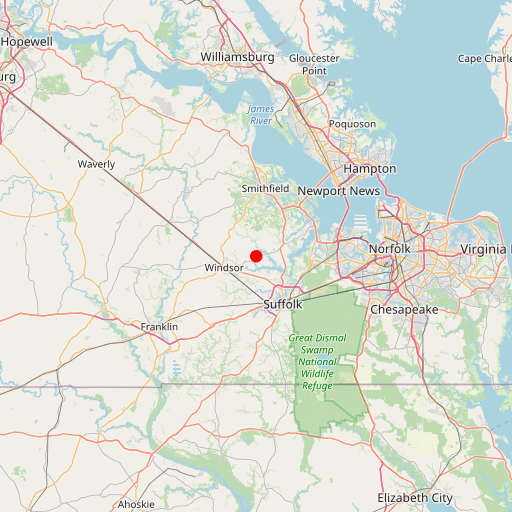 Hopewell
Williamsburg
Gloucester
Point
Cape Charle
urg
James
River
Poquoson
Waverly
Hampton
Smithfield
Newport News
Norfolk
Virginia
Windsor
Suffolk
Chesapeake
Franklin
Great Dismal
Swamp
National
Wildlife
Refuge
Elizabeth City
Ahoskie